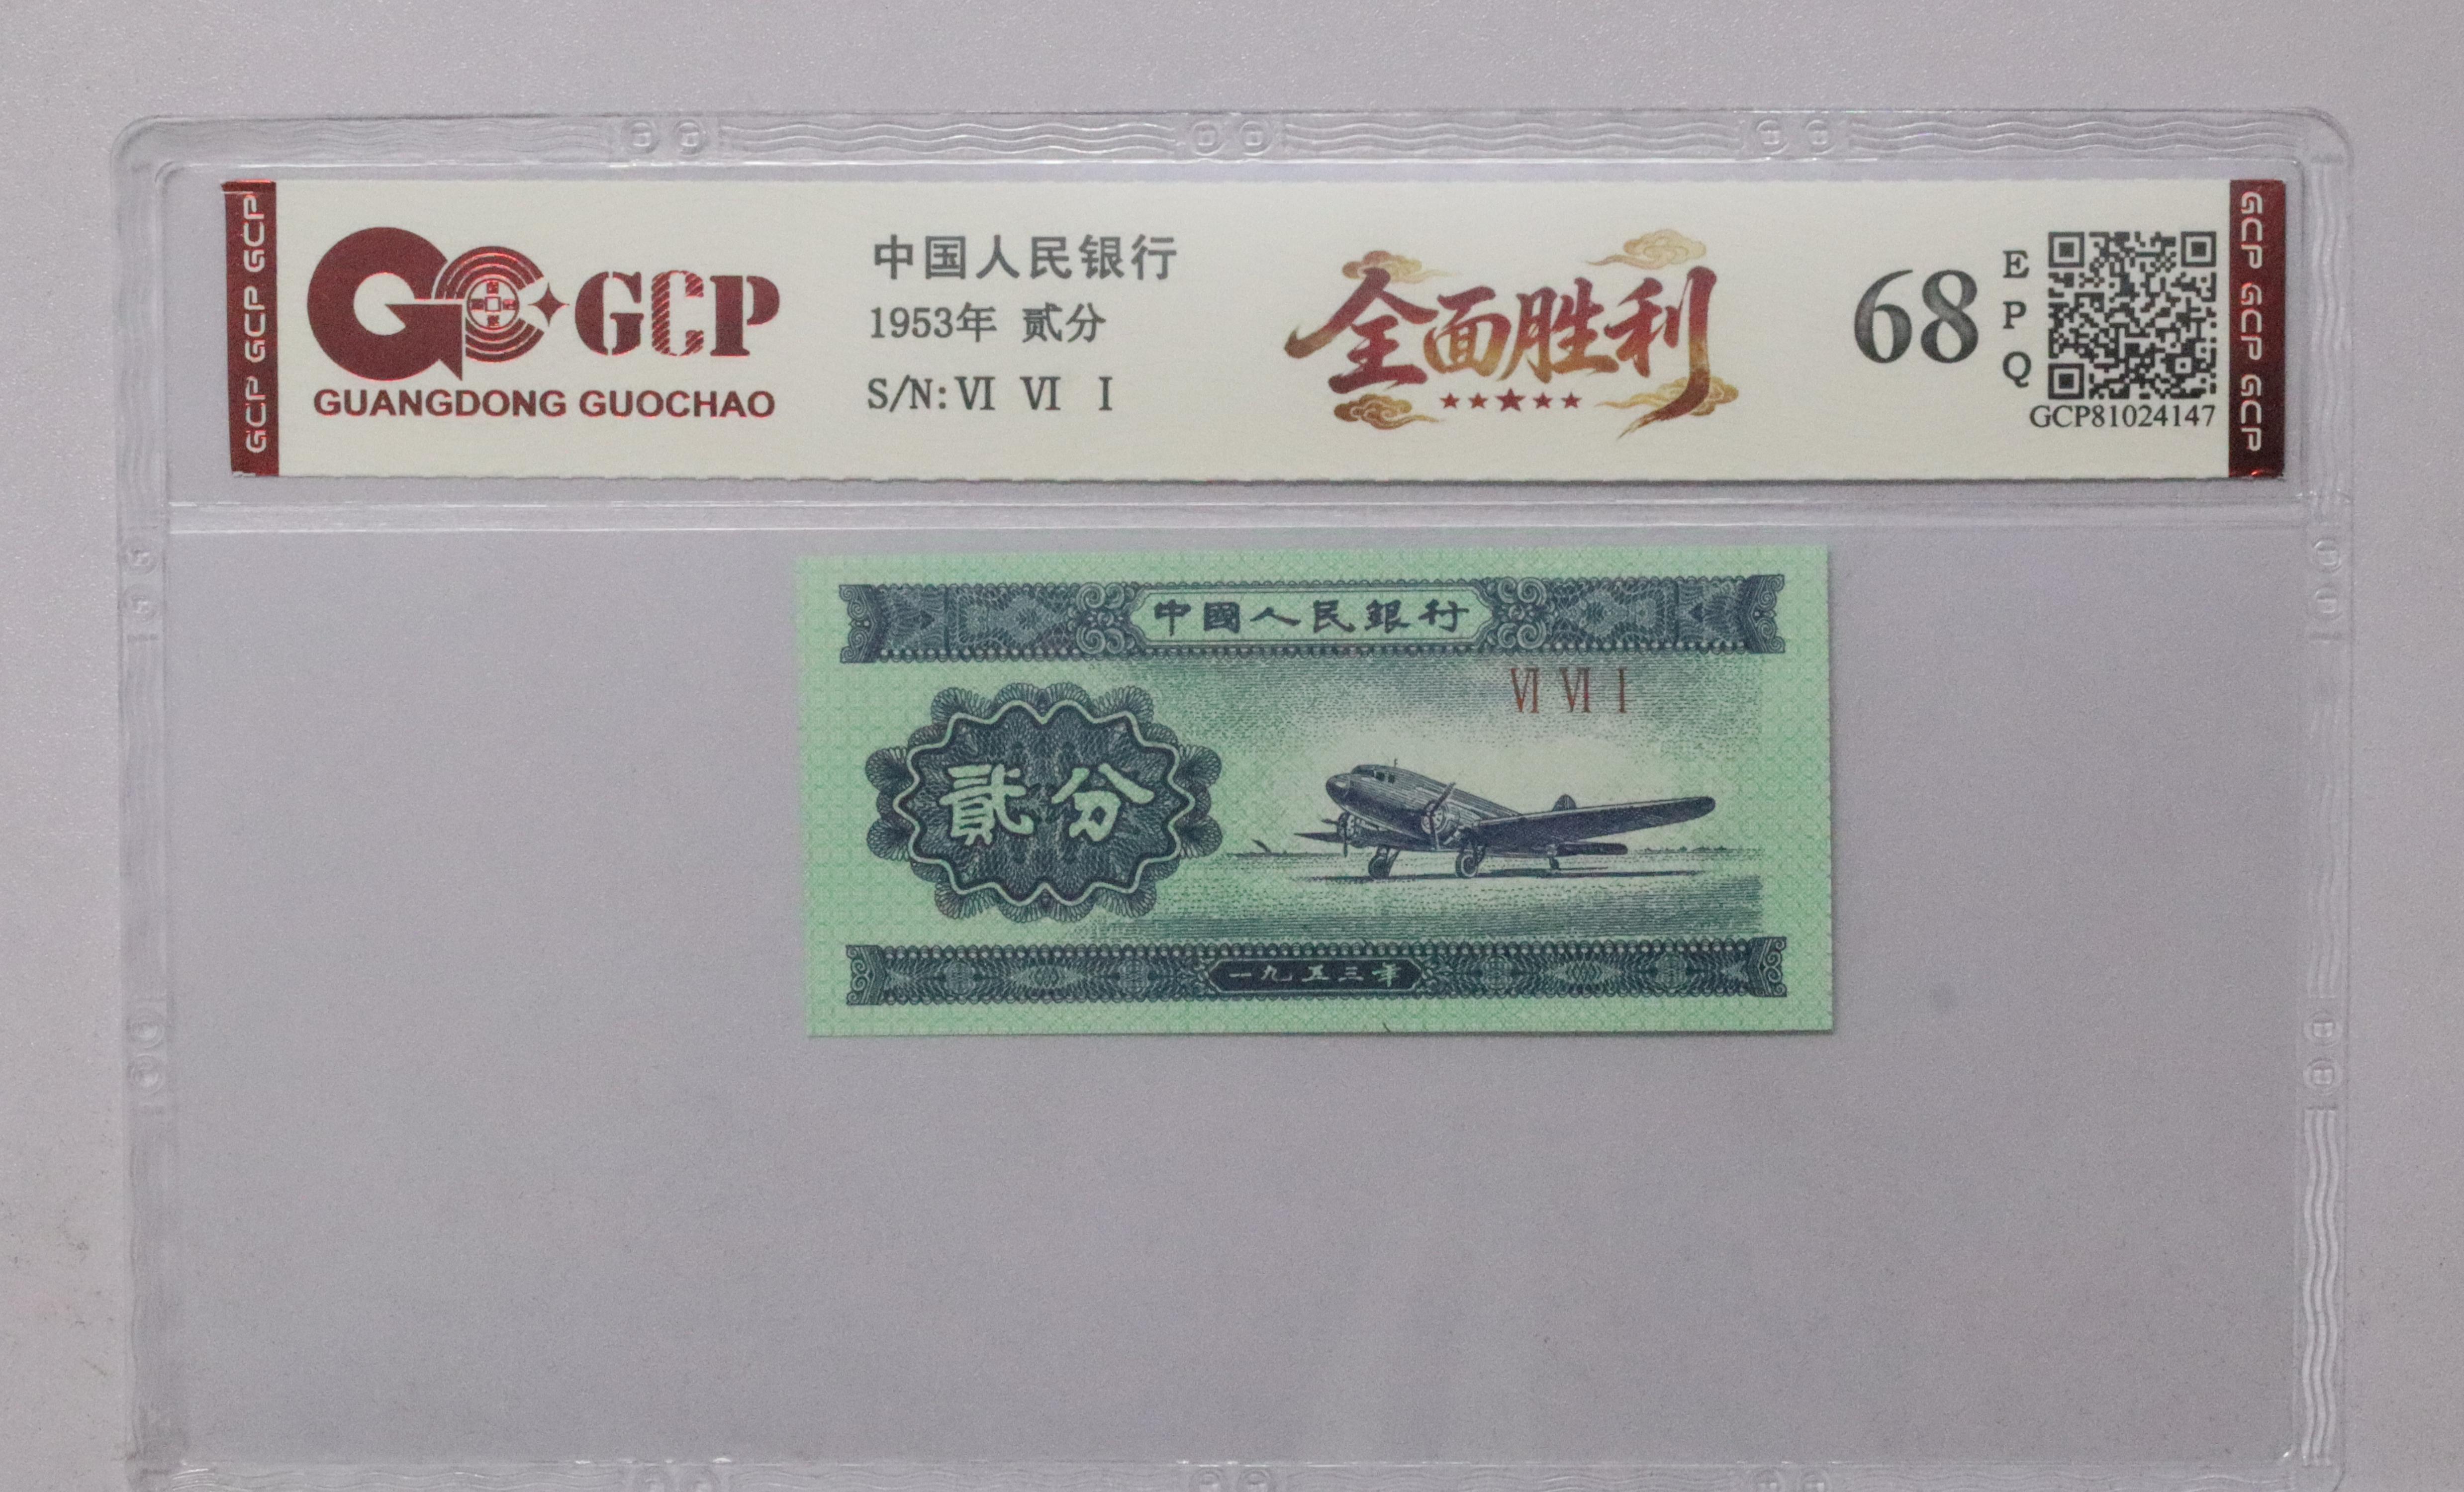 GCP GCP GCP
GCP
GUANGDONG GUOCHAO
中国人民银行
1953年 贰分
S/N: VI VI I
全面胜利
68
E
P
Q
GCP81024147
GCP GCP GCP
中國人民銀行
VI VI I
貳分
一九五三年